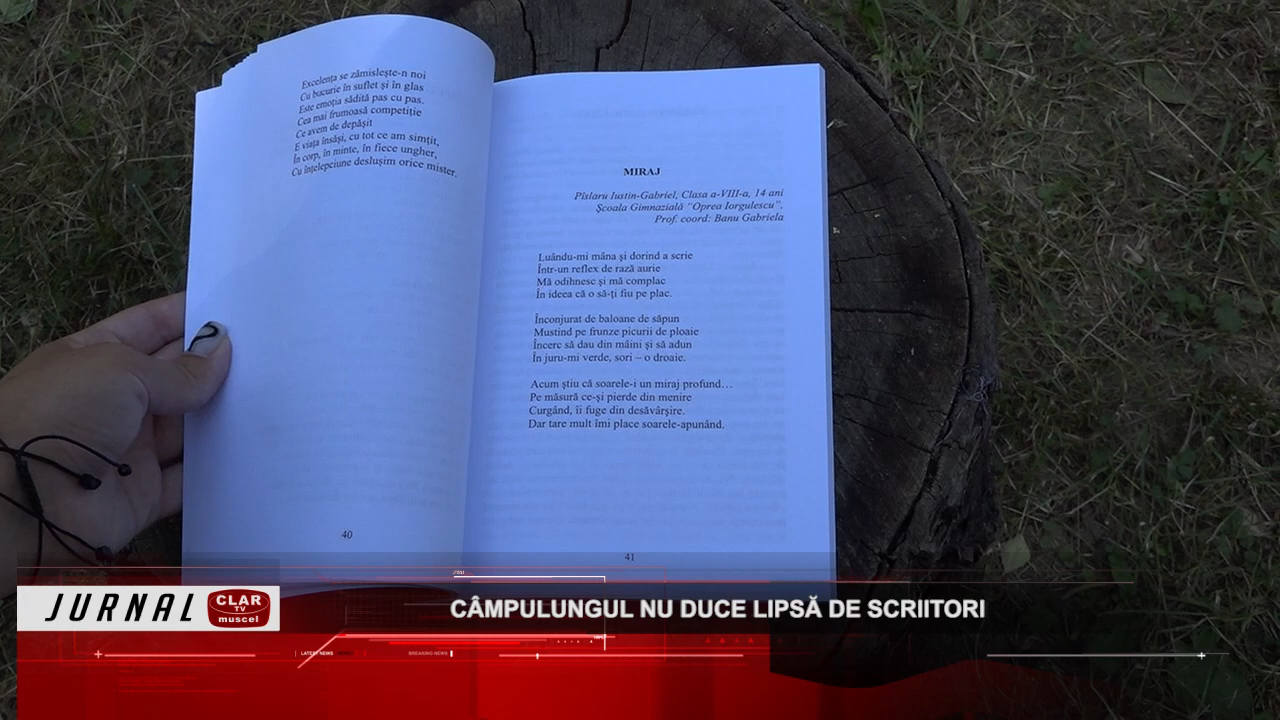 Excelența se zămislește-n noi
Cu bucurie în suflet și în glas
Este emoția sădită pas cu pas.
Cea mai frumoasă competiție
Ce avem de depășit
E viața însăși, cu tot ce am simțit,
În corp, în minte, în fiece ungher,
Cu înțelepciune deslușim orice mister.
40
MIRAJ
Pîslaru Iustin-Gabriel, Clasa a-VIII-a, 14 ani
Școala Gimnazială "Oprea Iorgulescu",
Prof. coord: Banu Gabriela
Luându-mi mâna și dorind a scrie
Într-un reflex de rază aurie
Mă odihnesc și mă complac
În ideea că o să-ți fiu pe plac.
Înconjurat de baloane de săpun
Mustind pe frunze picurii de ploaie
Încerc să dau din mâini și să adun
În juru-mi verde, sori – o droaie.
Acum știu că soarele-i un miraj profund…
Pe măsură ce-și pierde din menire
Curgând, îi fuge din desăvârșire.
Dar tare mult îmi place soarele-apunând.
41
JURNAL
CLAR
TV
muscel
CÂMPULUNGUL NU DUCE LIPSĂ DE SCRIITORI
LATEST NEWS
BREAKING NEWS